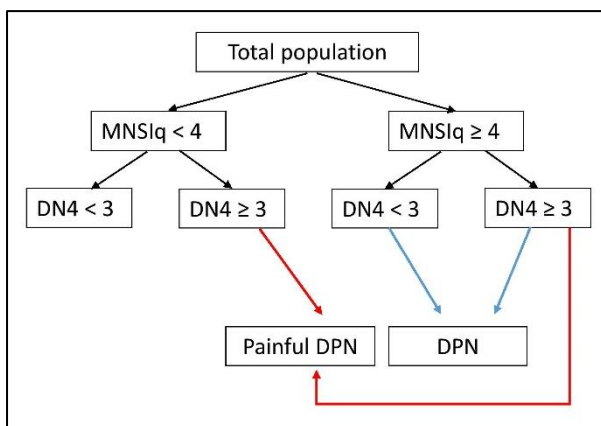 Total population
MNSIq < 4
MNSIq ≥ 4
DN4 < 3
DN4 ≥ 3
DN4 < 3
DN4 ≥ 3
Painful DPN
DPN